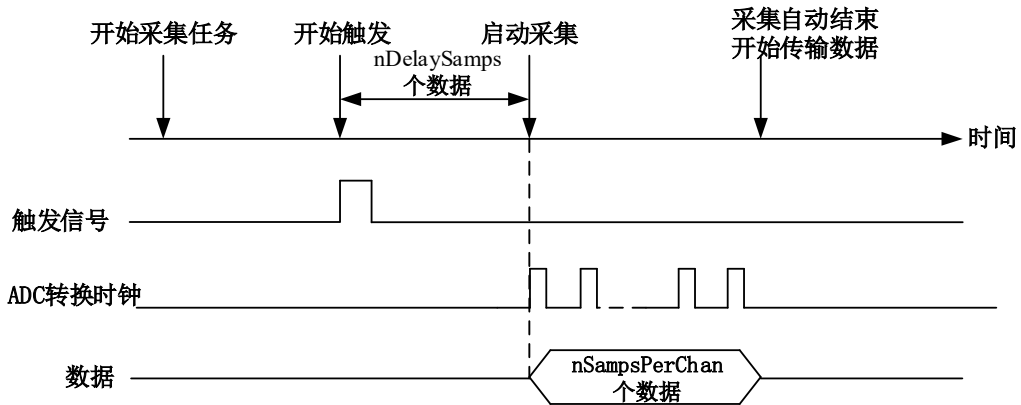 开始采集任务
开始触发
启动采集
采集自动结束
开始传输数据
nDelaySamps
个数据
时间
触发信号
ADC转换时钟
数据
nSampsPerChan
个数据